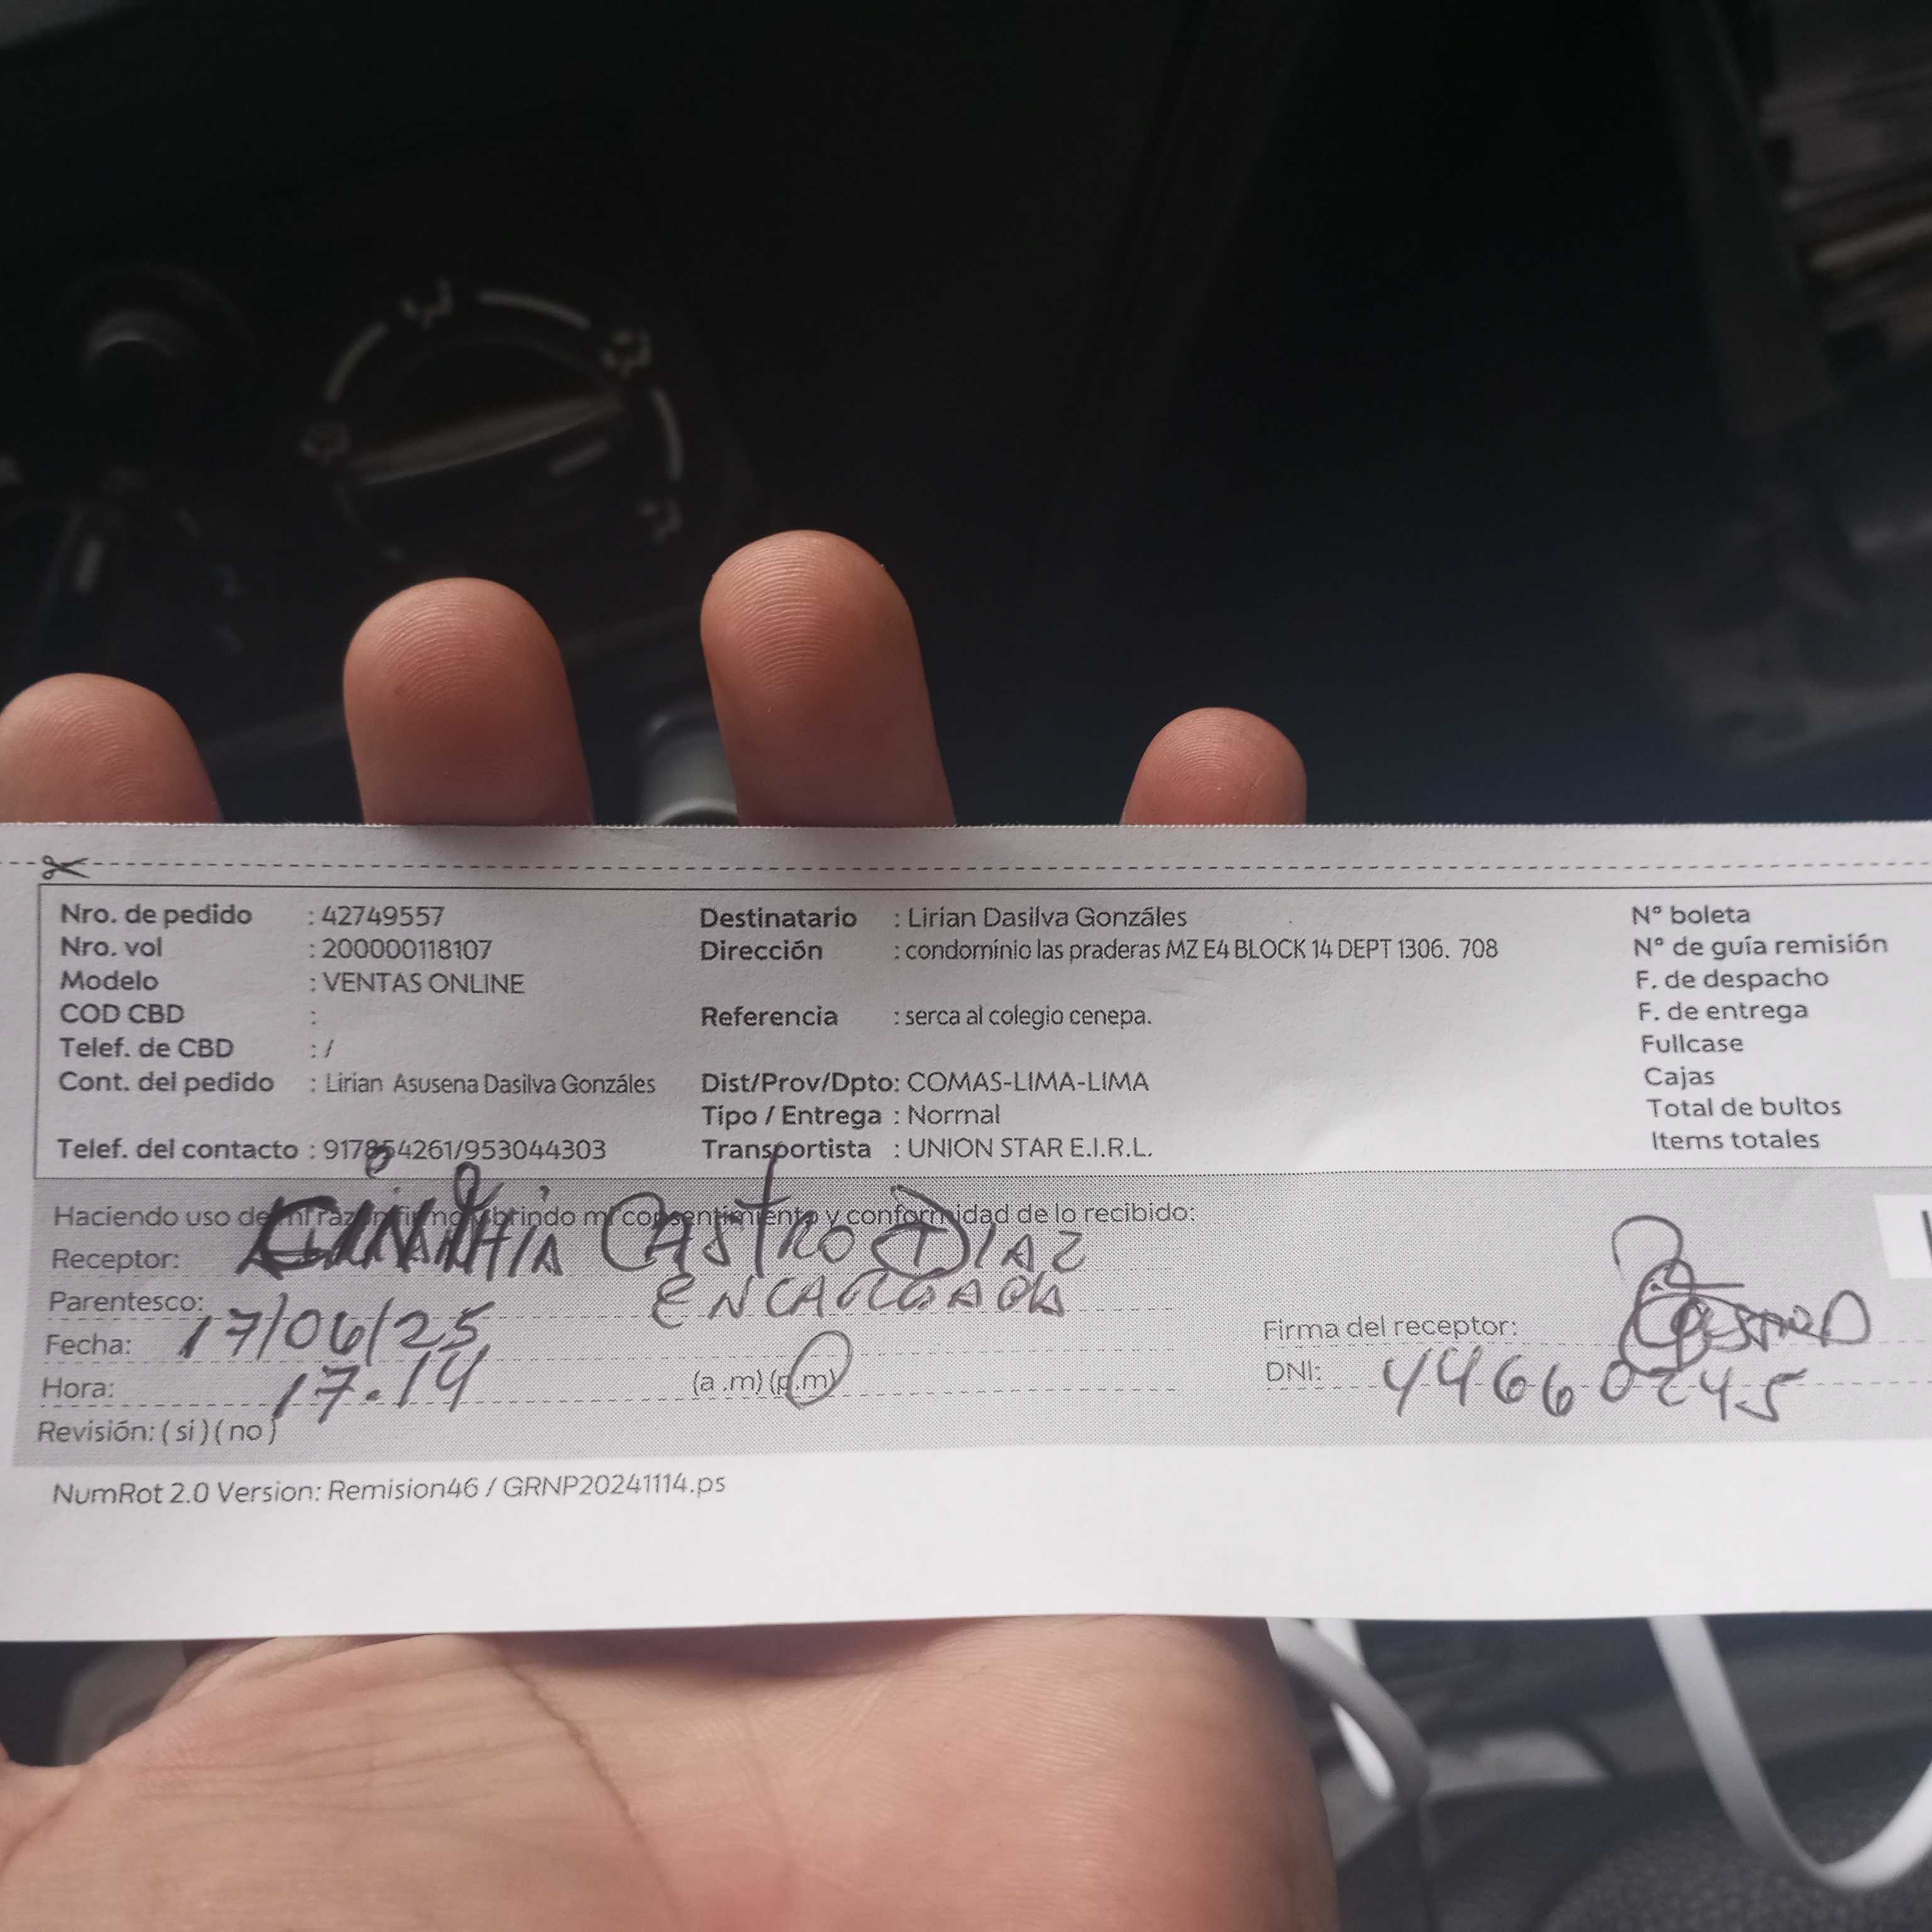 Nro. de pedido : 42749557
Nro. vol : 200000118107
Modelo : VENTAS ONLINE
COD CBD :
Telef. de CBD : /
Cont. del pedido : Lirian Asusena Dasilva Gonzáles
Telef. del contacto : 917854261/953044303
Destinatario : Lirian Dasilva Gonzáles
Dirección : condominio las praderas MZ E4 BLOCK 14 DEPT 1306. 708
Referencia : serca al colegio cenepa.
Dist/Prov/Dpto: COMAS-LIMA-LIMA
Tipo / Entrega : Normal
Transportista : UNION STAR E.I.R.L.
N° boleta
N° de guía remisión
F. de despacho
F. de entrega
Fullcase
Cajas
Total de bultos
Items totales
Haciendo uso de mi razón firmo abrindo mi consentimiento y conformidad de lo recibido:
Receptor: CASTRO DIAZ
Parentesco: ENCARGADA
Fecha: 17/06/25
Hora: 17.14 (a .m) (p.m)
Revisión: ( si ) ( no )
Firma del receptor:
DNI: 44660245
NumRot 2.0 Version: Remision46 / GRNP20241114.ps